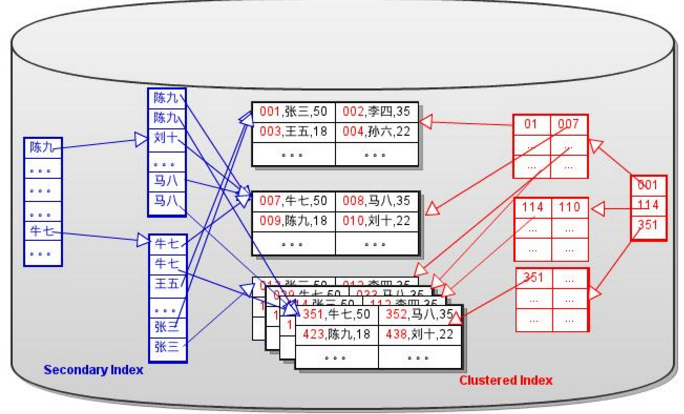 陈九
。。。
。。。
。。。
牛七
。。。
陈九
陈九
刘十
。。。
马八
马八
牛七
牛七
王五
。。。
张三
张三
001,张三,50 002,李四,35
003,王五,18 004,孙六,22
。。。 。。。
007,牛七,50 008,马八,35
009,陈九,18 010,刘十,22
。。。 。。。
351,牛七,50 352,马八,35
423,陈九,18 438,刘十,22
。。。 。。。
01 007
... ...
... ...
114 110
... ...
... ...
351 ...
... ...
... ...
001
114
351
Secondary Index
Clustered Index